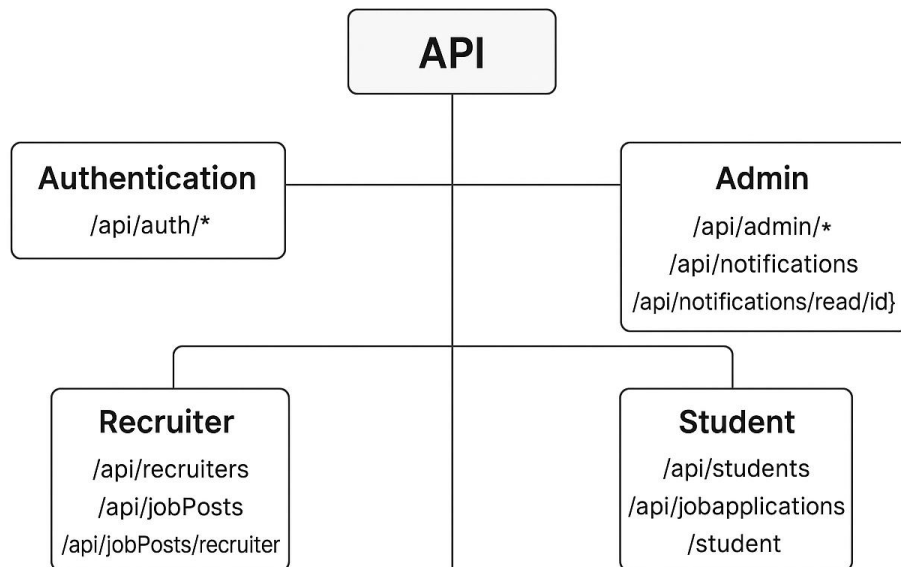 API
Authentication
/api/auth/*
Admin
/api/admin/*
/api/notifications
/api/notifications/read/id}
Recruiter
/api/recruiters
/api/jobPosts
/api/jobPosts/recruiter
Student
/api/students
/api/jobapplications
/student